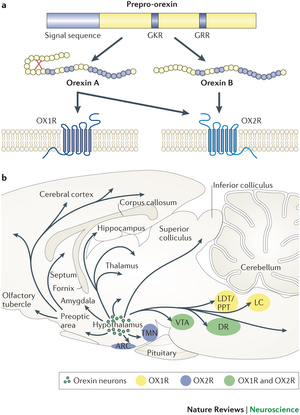 a
Prepro-orexin
Signal sequence
GKR
GRR
Orexin A
Orexin B
OX1R
OX2R
b
Cerebral cortex
Corpus callosum
Inferior colliculus
Hippocampus
Superior
colliculus
Thalamus
Septum
Fornix
Cerebellum
Olfactory
tubercle
Amygdala
Preoptic
area
Hypothalamus
LDT/
PPT
LC
VTA
DR
TMN
ARC
Pituitary
Orexin neurons
OX1R
OX2R
OX1R and OX2R
Nature Reviews | Neuroscience